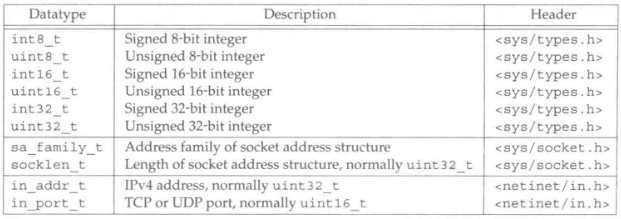 Datatype Description Header
int8_t Signed 8-bit integer <sys/types.h>
uint8_t Unsigned 8-bit integer <sys/types.h>
int16_t Signed 16-bit integer <sys/types.h>
uint16_t Unsigned 16-bit integer <sys/types.h>
int32_t Signed 32-bit integer <sys/types.h>
uint32_t Unsigned 32-bit integer <sys/types.h>
sa_family_t Address family of socket address structure <sys/socket.h>
socklen_t Length of socket address structure, normally uint32_t <sys/socket.h>
in_addr_t IPv4 address, normally uint32_t <netinet/in.h>
in_port_t TCP or UDP port, normally uint16_t <netinet/in.h>